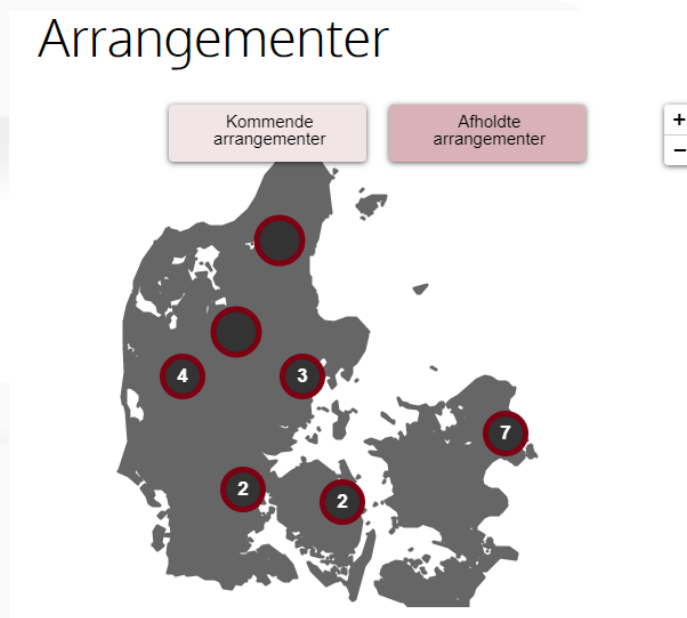 Arrangementer
Kommende
arrangementer
Afholdte
arrangementer
+
−
4
3
7
2
2